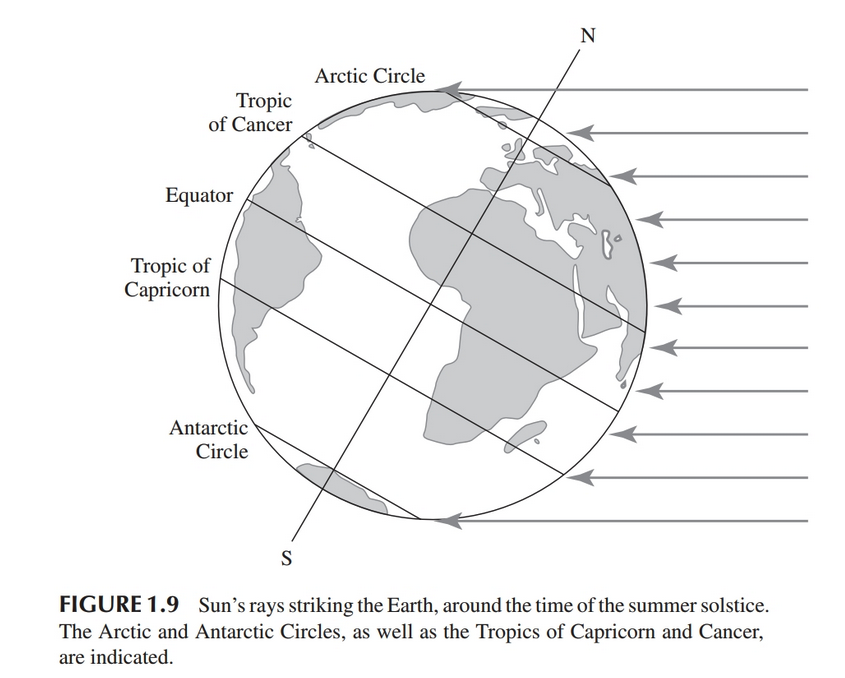 N
Arctic Circle
Tropic
of Cancer
Equator
Tropic of
Capricorn
Antarctic
Circle
S
FIGURE 1.9 Sun's rays striking the Earth, around the time of the summer solstice.
The Arctic and Antarctic Circles, as well as the Tropics of Capricorn and Cancer,
are indicated.